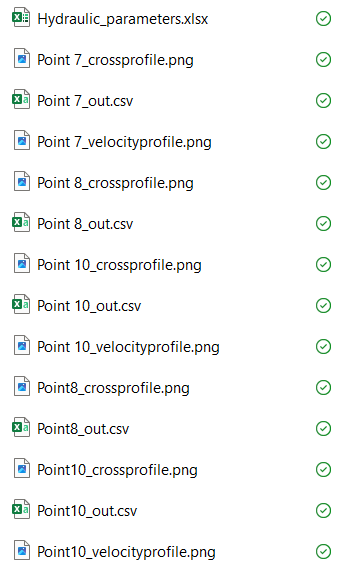 Hydraulic_parameters.xlsx
Point 7_crossprofile.png
Point 7_out.csv
Point 7_velocityprofile.png
Point 8_crossprofile.png
Point 8_out.csv
Point 10_crossprofile.png
Point 10_out.csv
Point 10_velocityprofile.png
Point8_crossprofile.png
Point8_out.csv
Point10_crossprofile.png
Point10_out.csv
Point10_velocityprofile.png